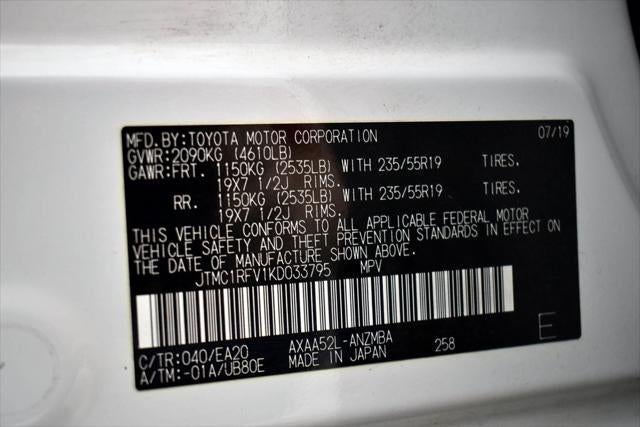 MFD.BY:TOYOTA MOTOR CORPORATION 07/19
GVWR:2090KG (4610LB)
GAWR:FRT. 1150KG (2535LB) WITH 235/55R19 TIRES.
19X7 1/2J RIMS.
RR. 1150KG (2535LB) WITH 235/55R19 TIRES.
19X7 1/2J RIMS.
THIS VEHICLE CONFORMS TO ALL APPLICABLE FEDERAL MOTOR
VEHICLE SAFETY AND THEFT PREVENTION STANDARDS IN EFFECT ON
THE DATE OF MANUFACTURE SHOWN ABOVE.
JTMC1RFV1KD033795 MPV
C/TR:040/EA20 AXAA52L-ANZMBA 258 E
A/TM:-01A/UB80E MADE IN JAPAN